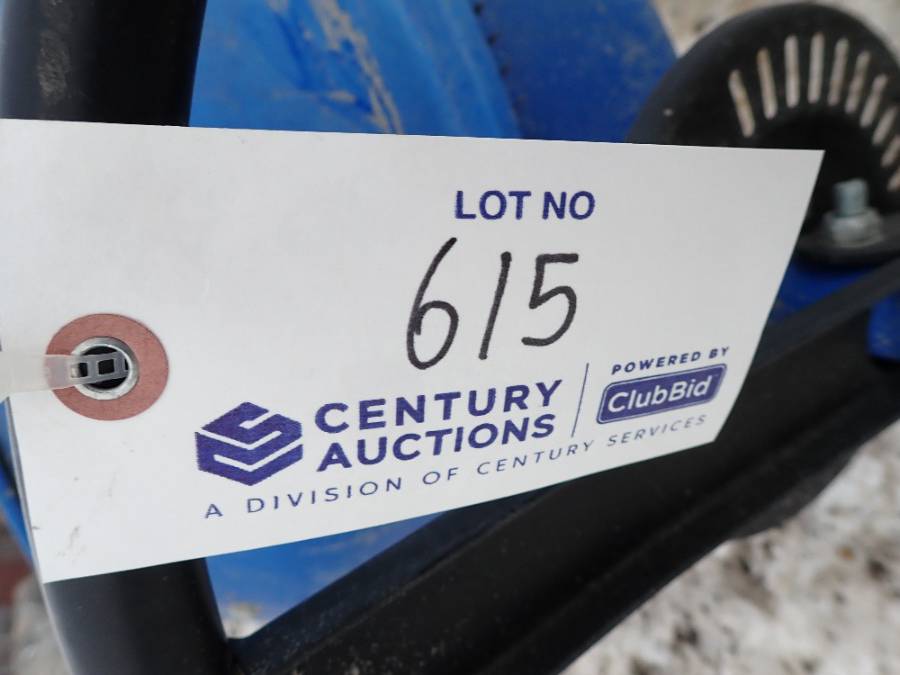 LOT NO
615
CENTURY
AUCTIONS
POWERED BY
ClubBid
A DIVISION OF CENTURY SERVICES